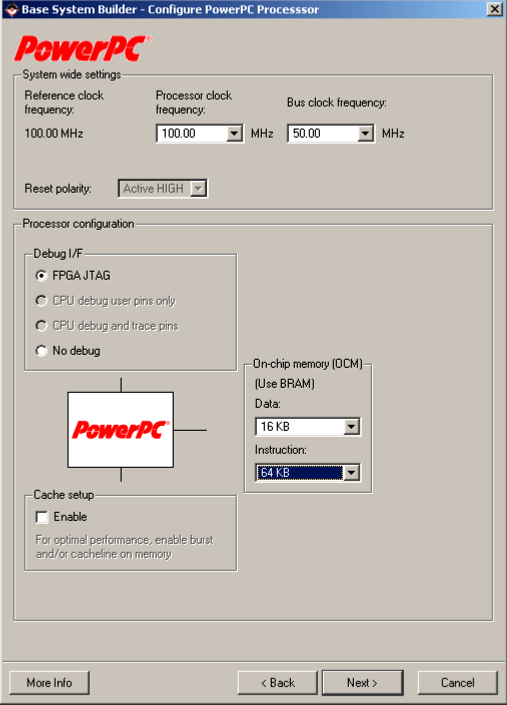 Base System Builder - Configure PowerPC Processsor
PowerPC
System wide settings
Reference clock frequency:
Processor clock frequency:
Bus clock frequency:
100.00 MHz
100.00 MHz
50.00 MHz
Reset polarity: Active HIGH
Processor configuration
Debug I/F
FPGA JTAG
CPU debug user pins only
CPU debug and trace pins
No debug
On-chip memory (OCM)
(Use BRAM)
Data:
16 KB
Instruction:
64 KB
PowerPC
Cache setup
Enable
For optimal performance, enable burst
and/or cacheline on memory
More Info
< Back
Next >
Cancel